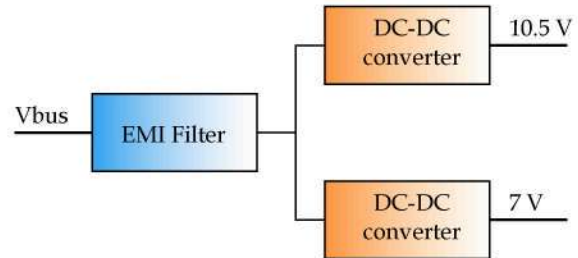 DC-DC
converter
10.5 V
Vbus
EMI Filter
DC-DC
converter
7 V